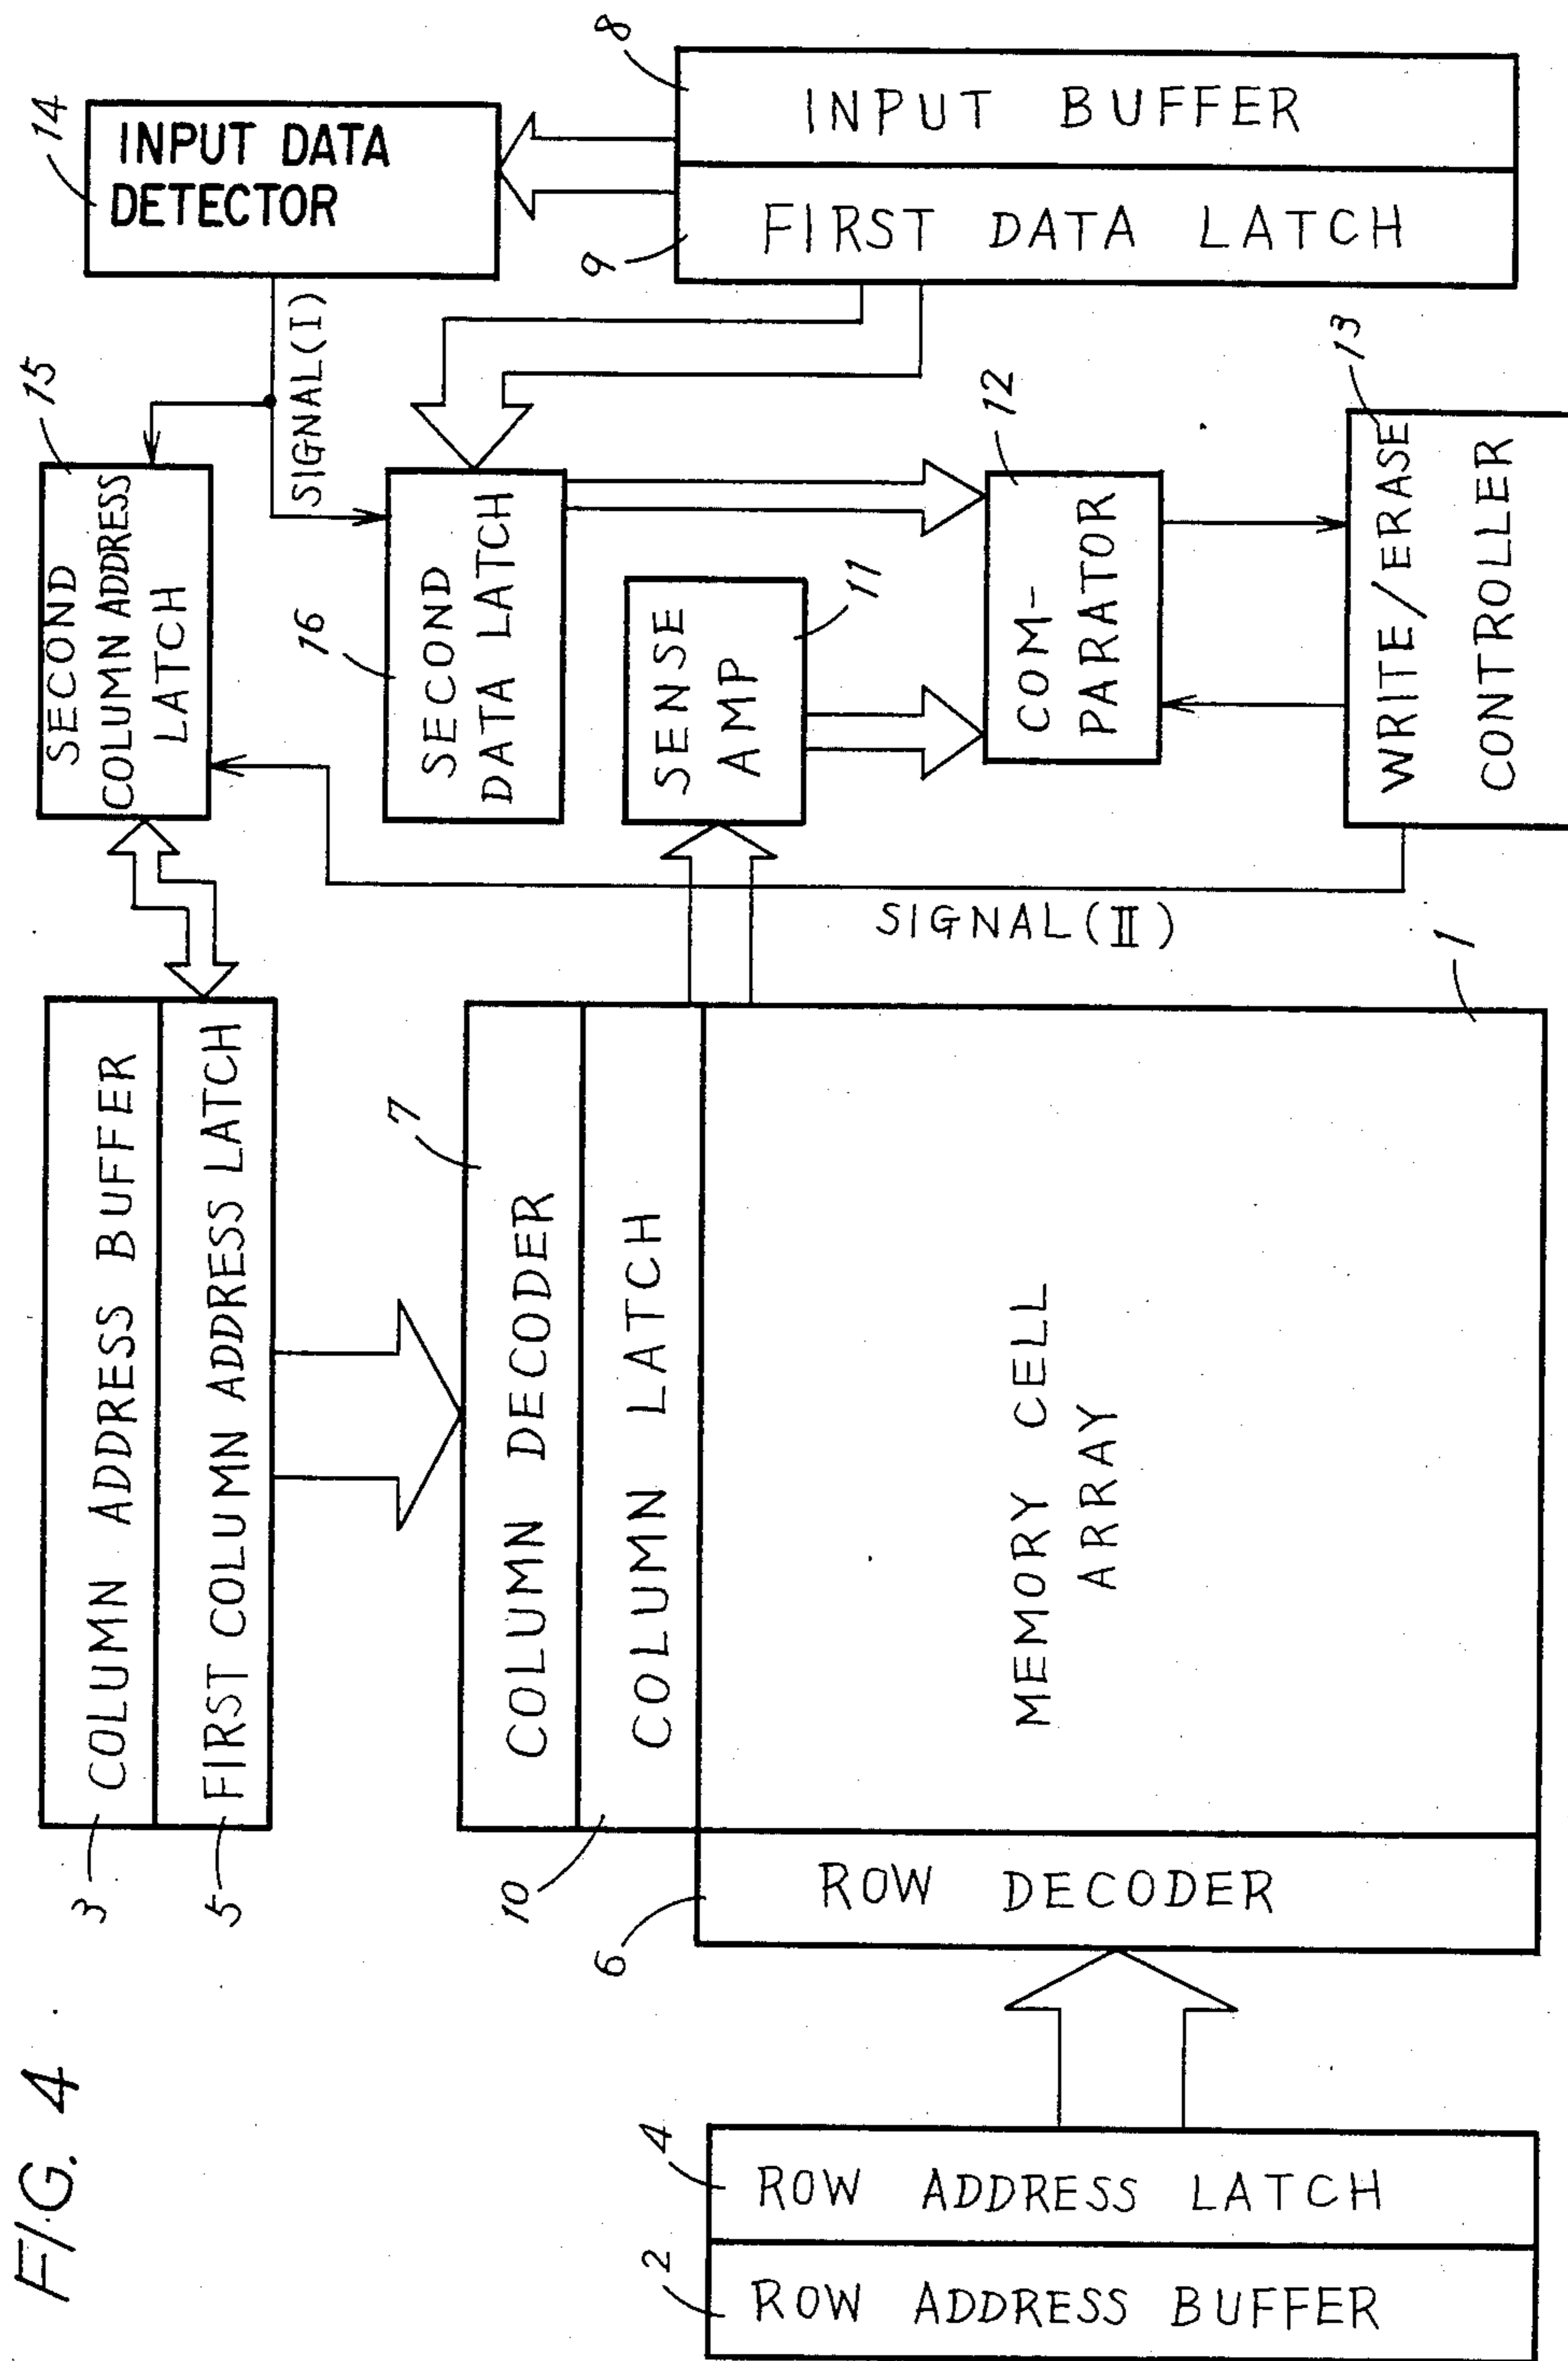 FIG. 4
3
COLUMN ADDRESS BUFFER
5
FIRST COLUMN ADDRESS LATCH
15
SECOND
COLUMN ADDRESS
LATCH
14
INPUT DATA
DETECTOR
SIGNAL(I)
7
COLUMN DECODER
10
COLUMN LATCH
16
SECOND
DATA LATCH
8
INPUT BUFFER
9
FIRST DATA LATCH
11
SENSE
AMP
12
COM-
PARATOR
13
WRITE/ERASE
CONTROLLER
SIGNAL(II)
1
MEMORY CELL
ARRAY
6
ROW DECODER
4
ROW ADDRESS LATCH
2
ROW ADDRESS BUFFER